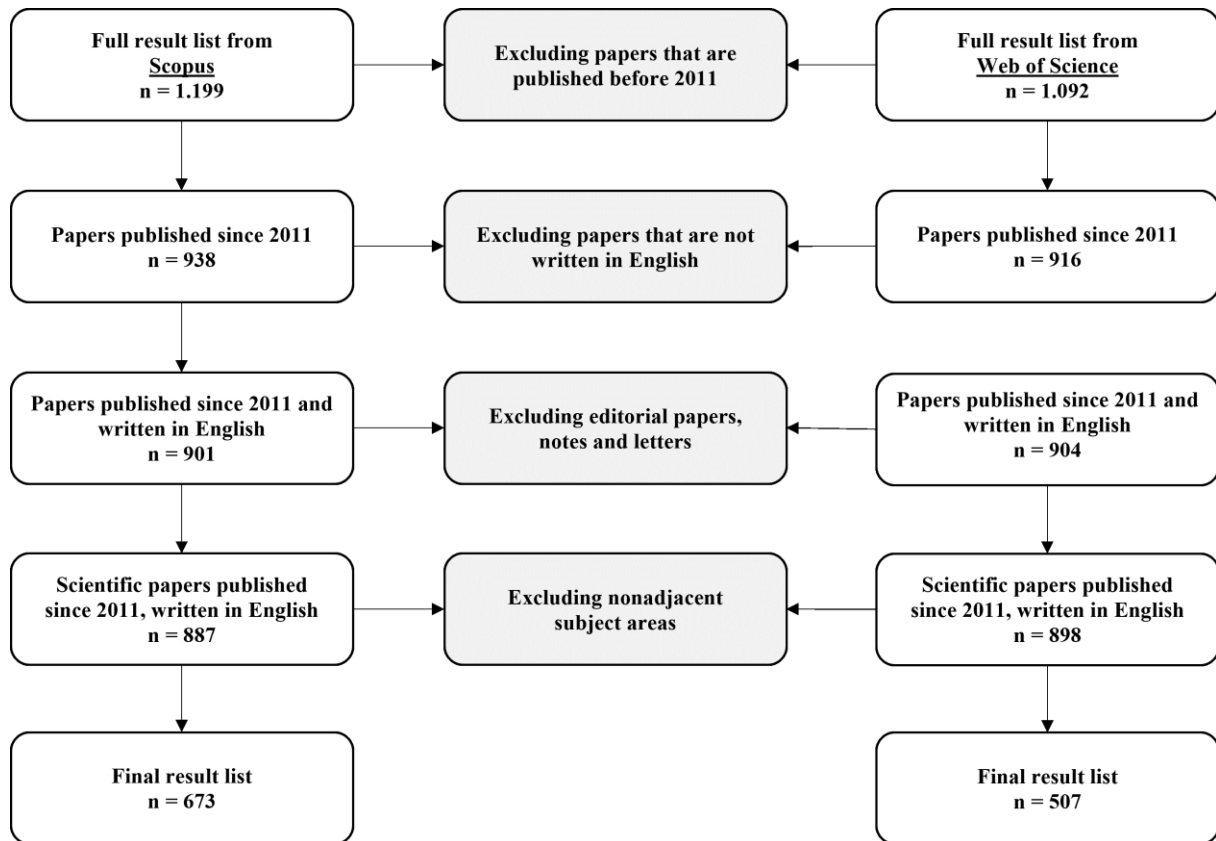 Full result list from
Scopus
n = 1.199
Excluding papers that are
published before 2011
Full result list from
Web of Science
n = 1.092
Papers published since 2011
n = 938
Excluding papers that are not
written in English
Papers published since 2011
n = 916
Papers published since 2011 and
written in English
n = 901
Excluding editorial papers,
notes and letters
Papers published since 2011 and
written in English
n = 904
Scientific papers published
since 2011, written in English
n = 887
Excluding nonadjacent
subject areas
Scientific papers published
since 2011, written in English
n = 898
Final result list
n = 673
Final result list
n = 507